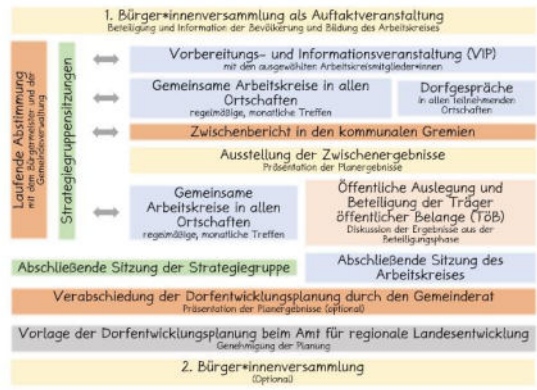 1. Bürger*innenversammlung als Auftaktveranstaltung
Beteiligung und Information der Bevölkerung und Bildung des Arbeitskreises
Laufende Abstimmung
mit dem Bürgermeister und der
Gemeindeverwaltung
Strategiegruppensitzungen
Vorbereitungs- und Informationsveranstaltung (VIP)
mit den ausgewählten Arbeitskreismitglieder*innen
Gemeinsame Arbeitskreise in allen
Ortschaften
regelmäßige, monatliche Treffen
Dorfgespräche
in allen Teilnehmenden
Ortschaften
Zwischenbericht in den kommunalen Gremien
Ausstellung der Zwischenergebnisse
Präsentation der Planergebnisse
Gemeinsame
Arbeitskreise in allen
Ortschaften
regelmäßige, monatliche Treffen
Öffentliche Auslegung und
Beteiligung der Träger
öffentlicher Belange (TöB)
Diskussion der Ergebnisse aus der
Beteiligungsphase
Abschließende Sitzung der Strategiegruppe
Abschließende Sitzung des
Arbeitskreises
Verabschiedung der Dorfentwicklungsplanung durch den Gemeinderat
Präsentation der Planergebnisse (optional)
Vorlage der Dorfentwicklungsplanung beim Amt für regionale Landesentwicklung
Genehmigung der Planung
2. Bürger*innenversammlung
(Optional)